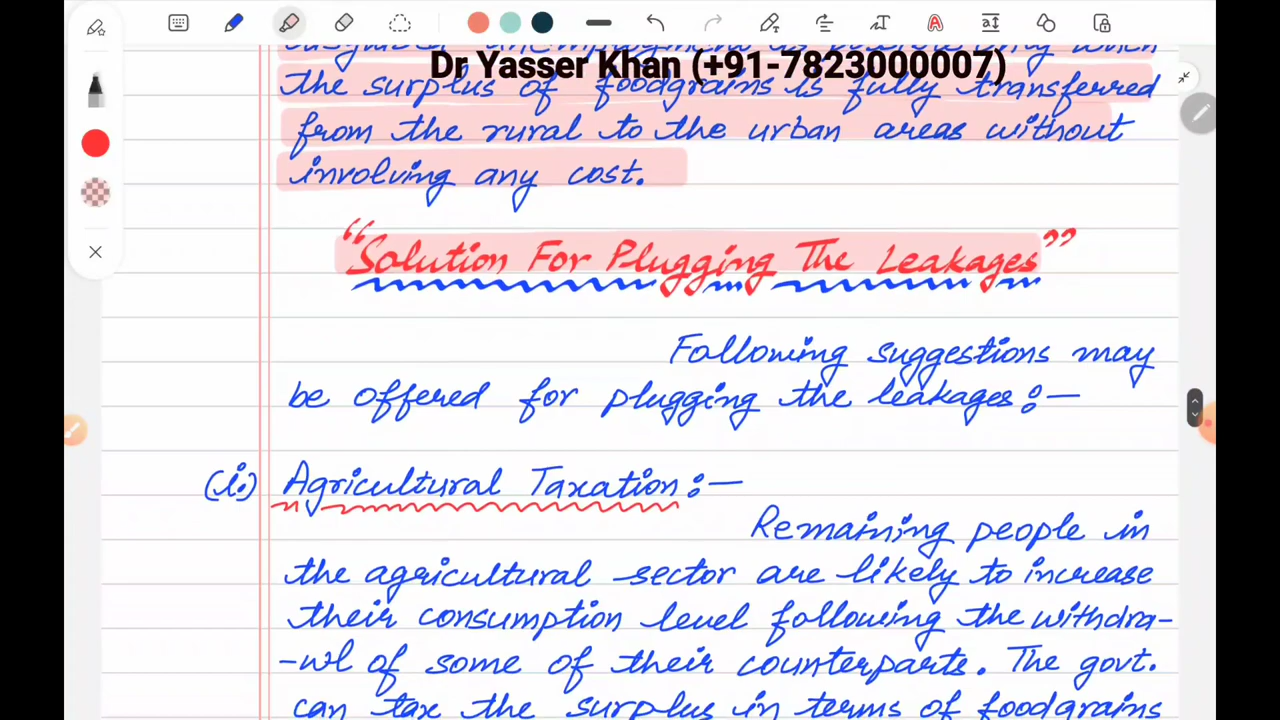 Dr Yasser Khan (+91-7823000007)
the surplus of foodgrains is fully transferred
from the rural to the urban areas without
involving any cost.
"Solution For Plugging The Leakages"
Following suggestions may
be offered for plugging the leakages :—
(i.) Agricultural Taxation :—
Remaining people in
the agricultural sector are likely to increase
their consumption level following the withdra-
-wl of some of their counterparts. The govt.
can tax the surplus in terms of foodgrains